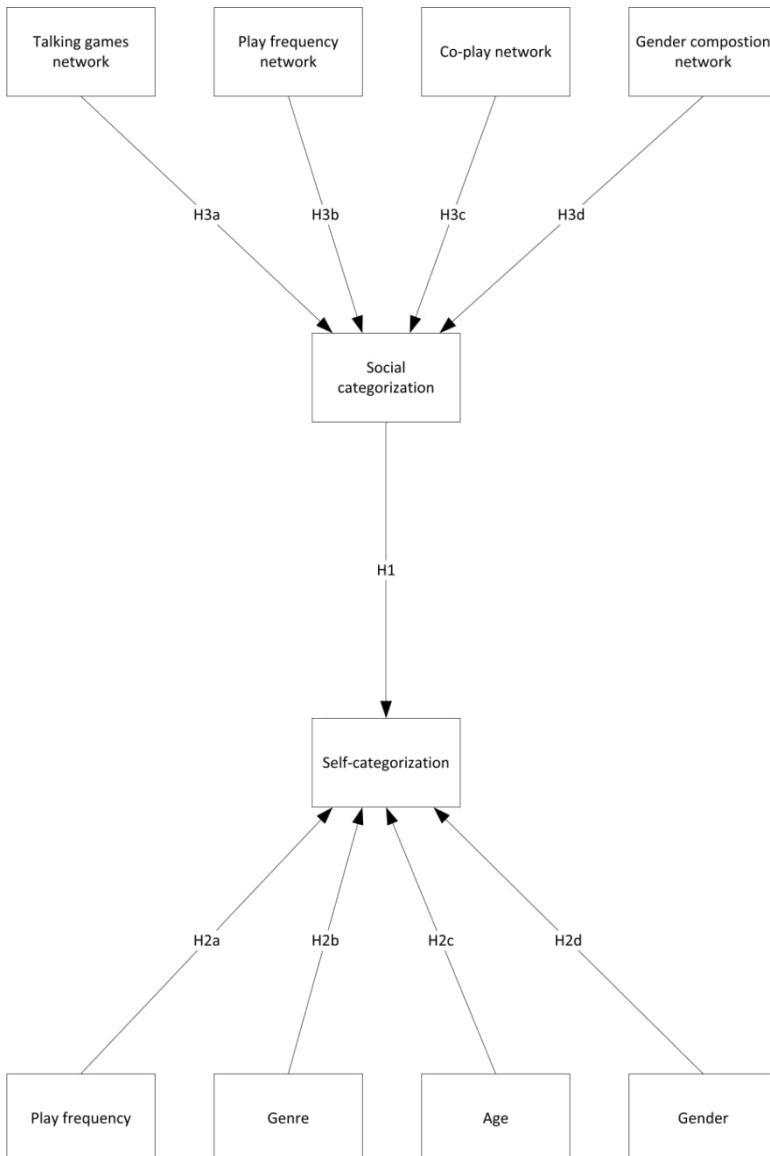 Talking games
network
Play frequency
network
Co-play network
Gender compostion
network
H3a
H3b
H3c
H3d
Social
categorization
H1
Self-categorization
H2a
H2b
H2c
H2d
Play frequency
Genre
Age
Gender